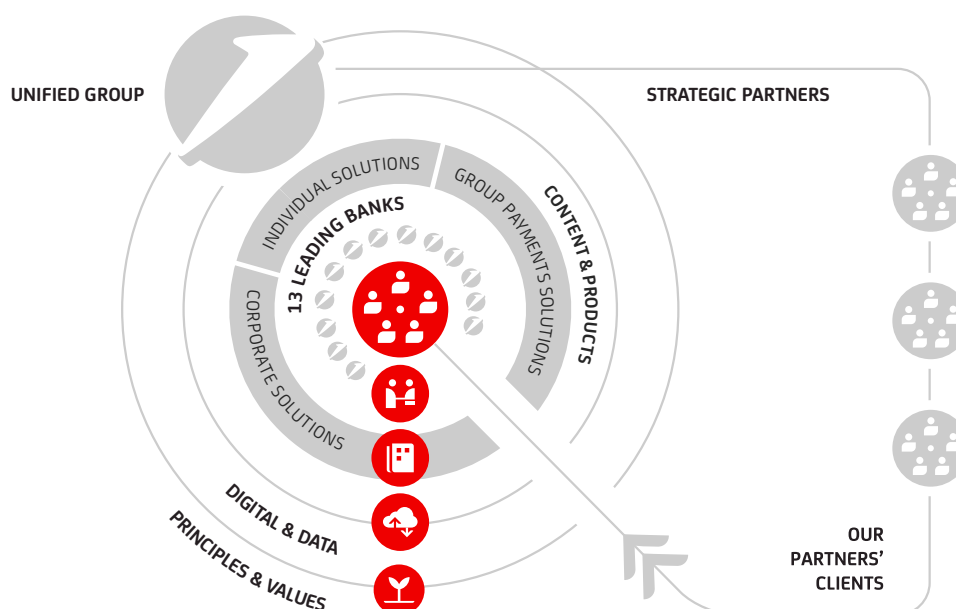 UNIFIED GROUP
STRATEGIC PARTNERS
INDIVIDUAL SOLUTIONS
GROUP PAYMENTS SOLUTIONS
CONTENT & PRODUCTS
13 LEADING BANKS
CORPORATE SOLUTIONS
DIGITAL & DATA
PRINCIPLES & VALUES
OUR
PARTNERS'
CLIENTS